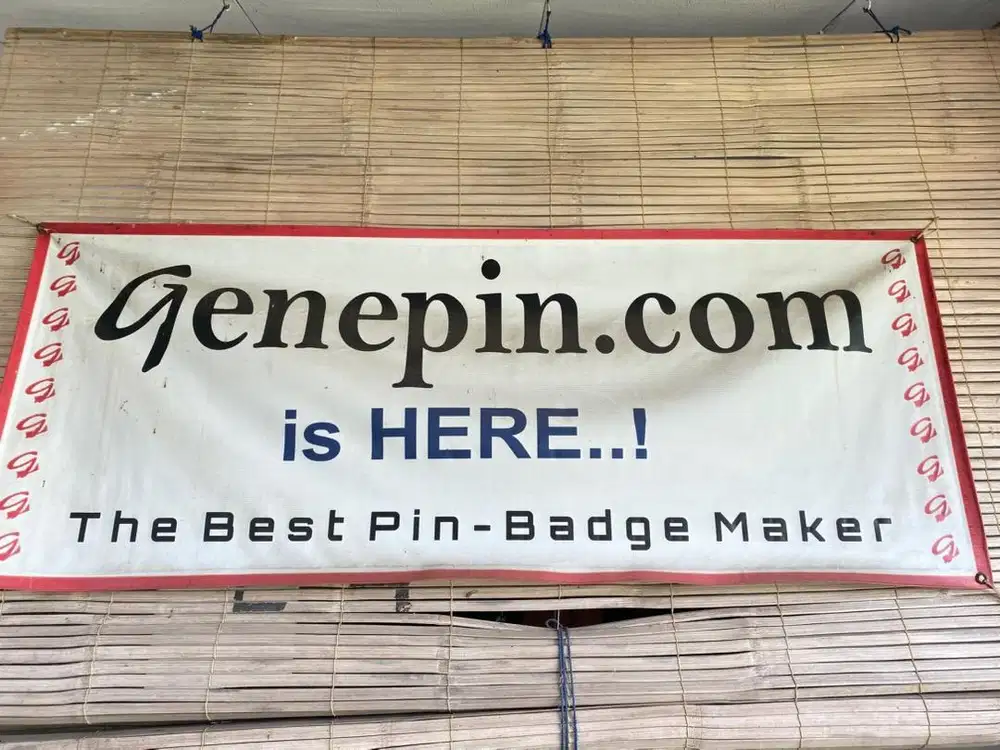 Genepin.com
is HERE..!
The Best Pin-Badge Maker